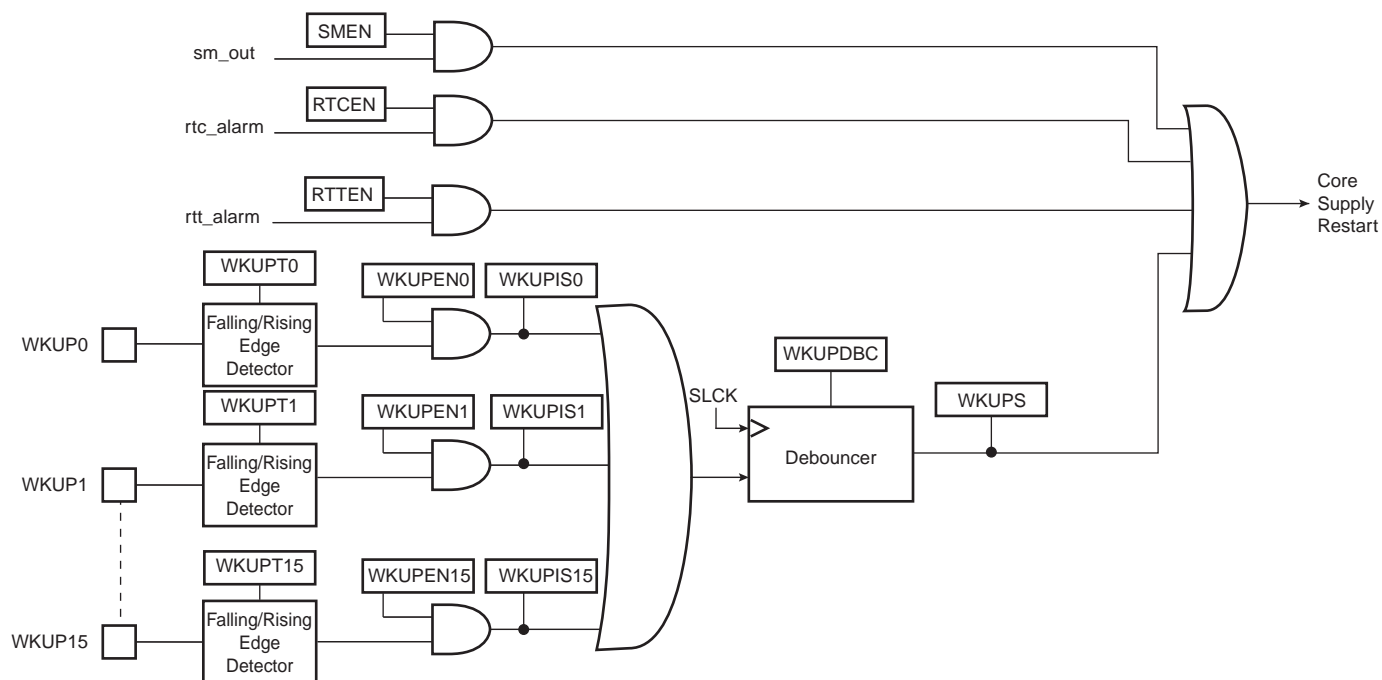 SMEN
sm_out
RTCEN
rtc_alarm
RTTEN
rtt_alarm
Core
Supply
Restart
WKUPT0
WKUPEN0
WKUPIS0
WKUP0
Falling/Rising
Edge
Detector
WKUPT1
WKUPEN1
WKUPIS1
WKUP1
Falling/Rising
Edge
Detector
SLCK
WKUPDBC
Debouncer
WKUPS
WKUPT15
WKUPEN15
WKUPIS15
WKUP15
Falling/Rising
Edge
Detector